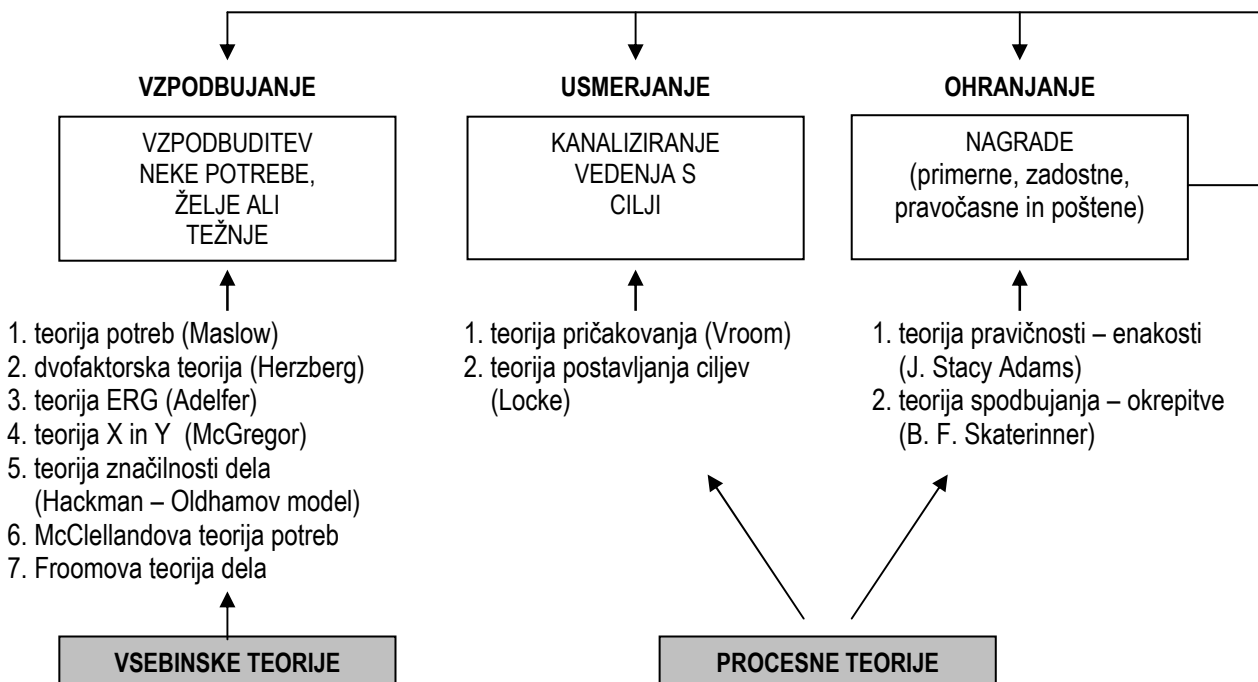 VZPODBUJANJE
VZPODBUDITEV
NEKE POTREBE,
ŽELJE ALI
TEŽNJE
1. teorija potreb (Maslow)
2. dvofaktorska teorija (Herzberg)
3. teorija ERG (Adelfer)
4. teorija X in Y (McGregor)
5. teorija značilnosti dela
(Hackman – Oldhamov model)
6. McClellandova teorija potreb
7. Froomova teorija dela
VSEBINSKE TEORIJE
USMERJANJE
KANALIZIRANJE
VEDENJA S
CILJI
1. teorija pričakovanja (Vroom)
2. teorija postavljanja ciljev
(Locke)
OHRANJANJE
NAGRADE
(primerne, zadostne,
pravočasne in poštene)
1. teorija pravičnosti – enakosti
(J. Stacy Adams)
2. teorija spodbujanja – okrepitve
(B. F. Skaterinner)
PROCESNE TEORIJE